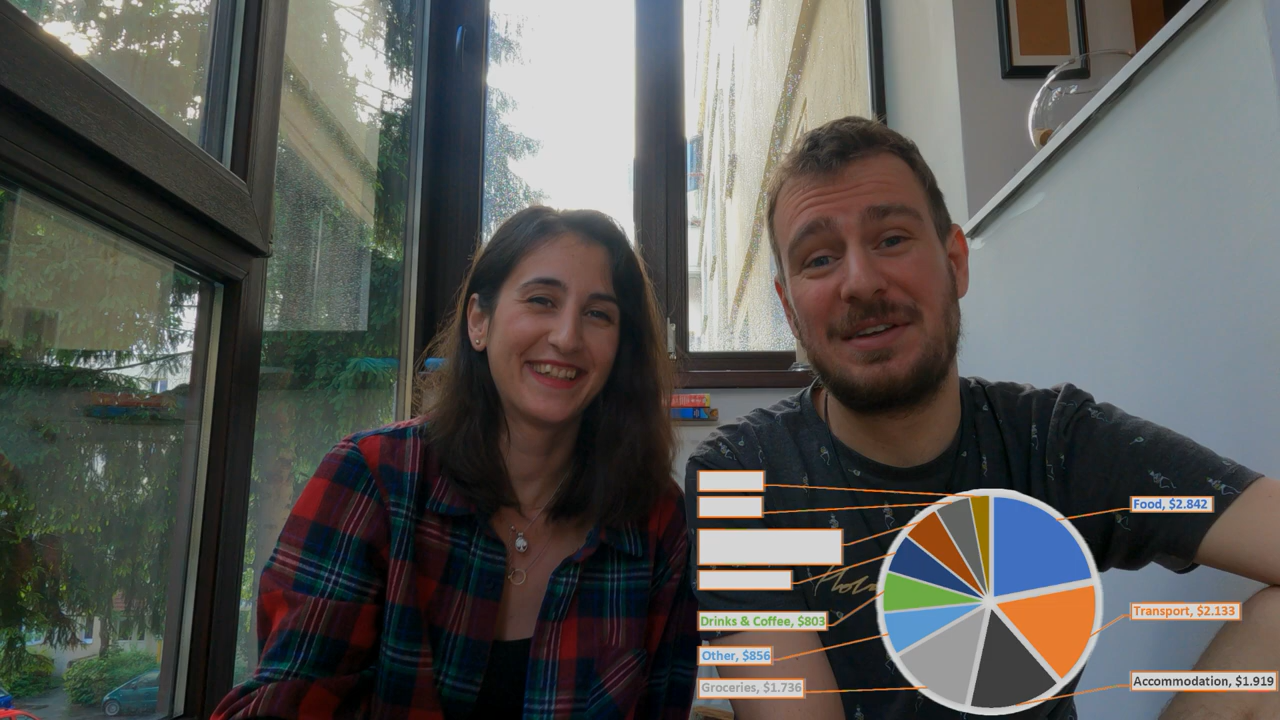 Food, $2.842
Transport, $2.133
Accommodation, $1.919
Drinks & Coffee, $803
Other, $856
Groceries, $1.736